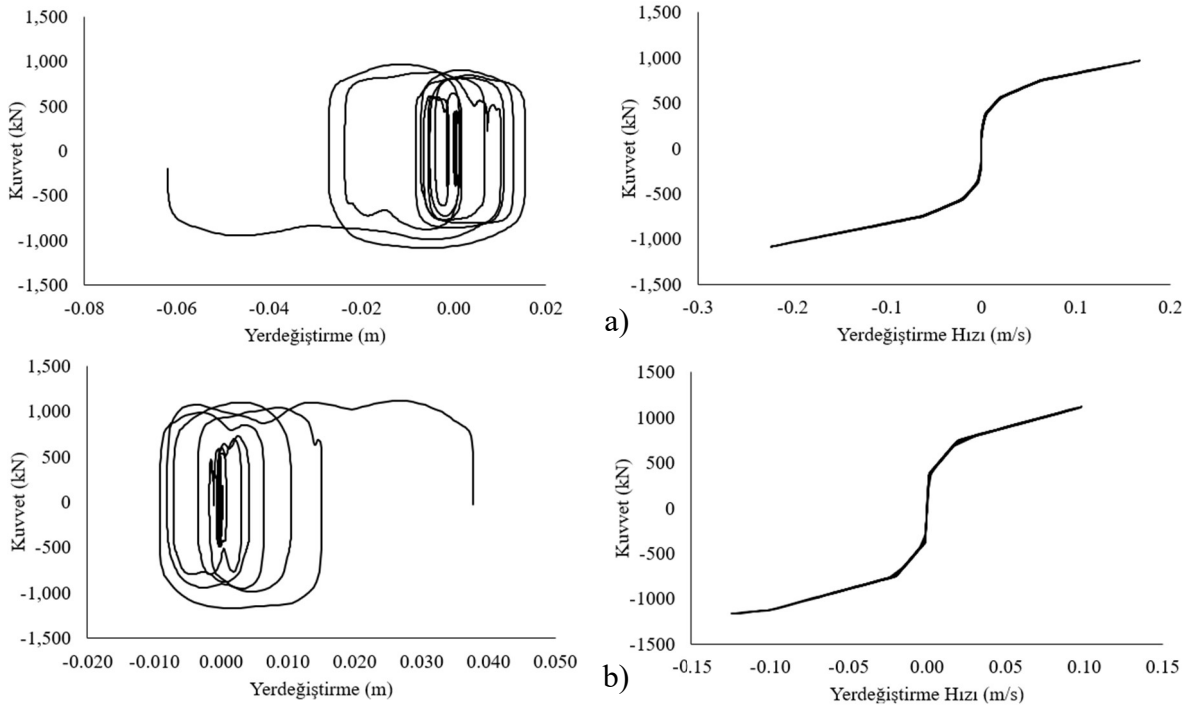 1,500
1,000
500
0
-500
-1,000
-1,500
Kuvvet (kN)
-0.08 -0.06 -0.04 -0.02 0.00 0.02
Yerdeğiştirme (m)
a)
1,500
1,000
500
0
-500
-1,000
-1,500
Kuvvet (kN)
-0.3 -0.2 -0.1 0 0.1 0.2
Yerdeğiştirme Hızı (m/s)
1,500
1,000
500
0
-500
-1,000
-1,500
Kuvvet (kN)
-0.020 -0.010 0.000 0.010 0.020 0.030 0.040 0.050
Yerdeğiştirme (m)
b)
1500
1000
500
0
-500
-1000
-1500
Kuvvet (kN)
-0.15 -0.10 -0.05 0.00 0.05 0.10 0.15
Yerdeğiştirme Hızı (m/s)